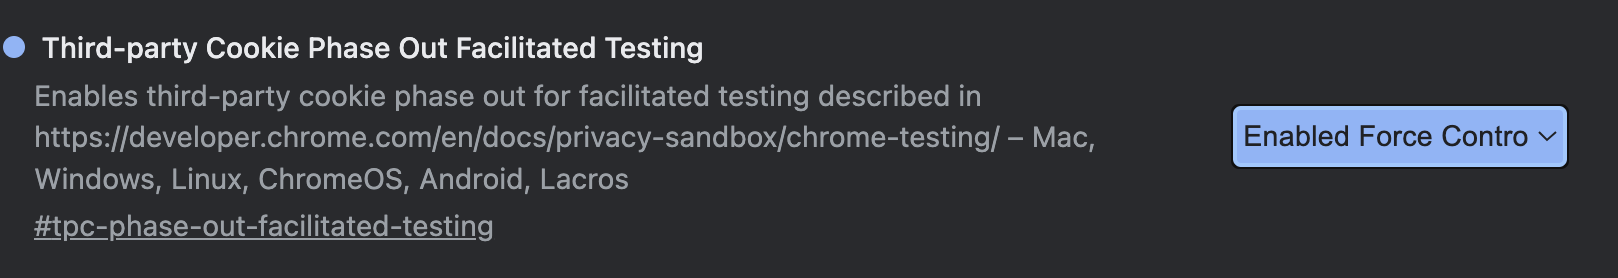 Third-party Cookie Phase Out Facilitated Testing
Enables third-party cookie phase out for facilitated testing described in
https://developer.chrome.com/en/docs/privacy-sandbox/chrome-testing/ – Mac,
Windows, Linux, ChromeOS, Android, Lacros
Enabled Force Contro
#tpc-phase-out-facilitated-testing